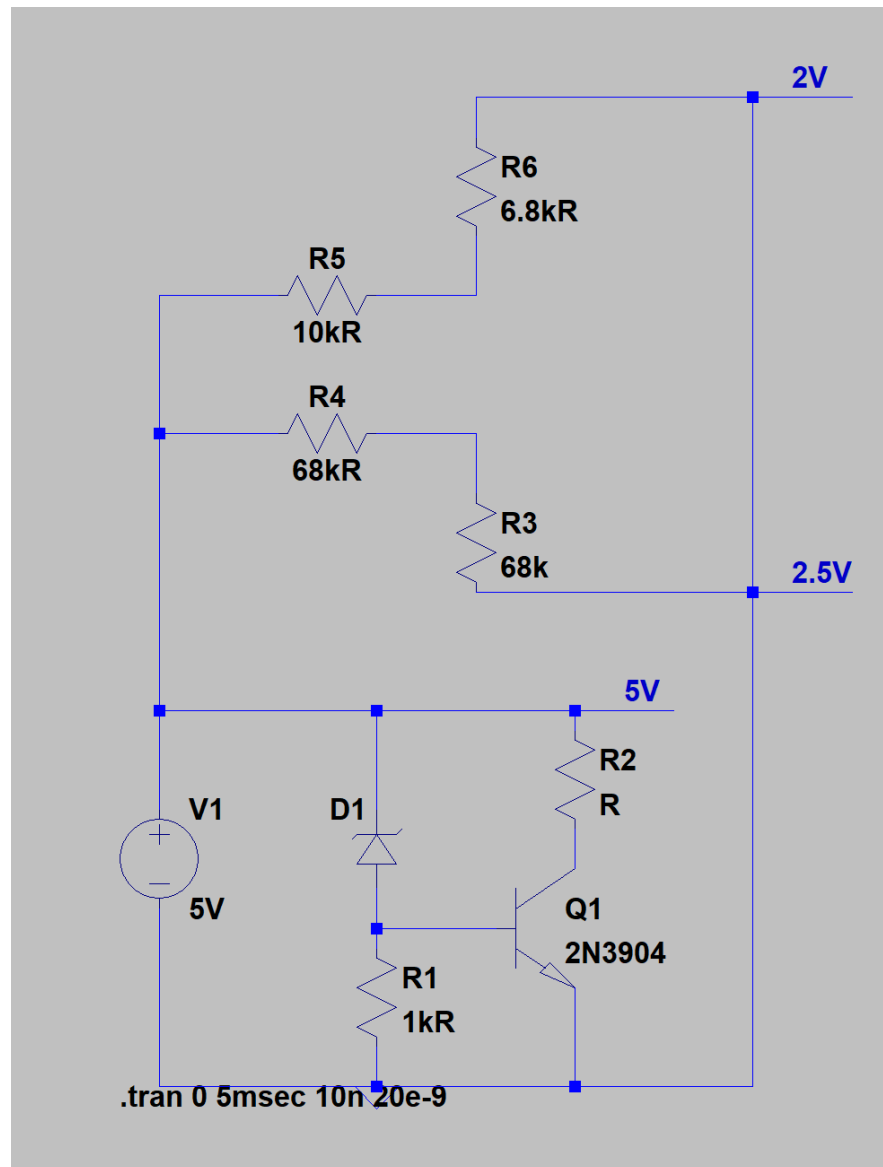 2V
R6
6.8kR
R5
10kR
R4
68kR
R3
68k
2.5V
5V
R2
R
V1
D1
5V
Q1
2N3904
R1
1kR
.tran 0 5msec 10n 20e-9